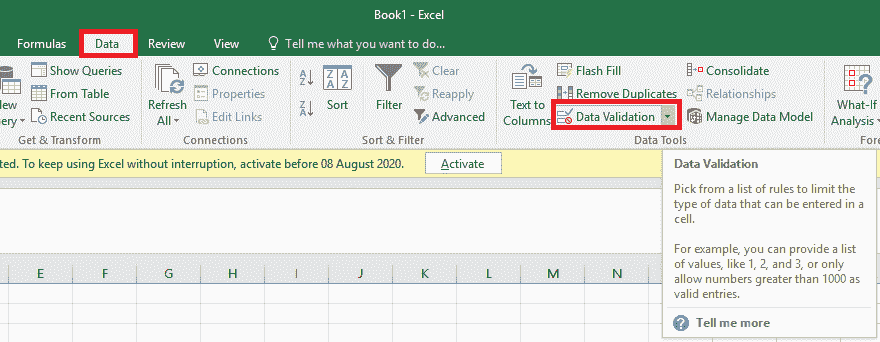 Book1 - Excel
Formulas Data Review View Tell me what you want to do...
Show Queries Connections Flash Fill Clear Consolidate
From Table Properties Reapply Remove Duplicates Relationships
Recent Sources Edit Links Advanced Data Validation Manage Data Model
Refresh All
Sort
Filter
Text to Columns
What-If Analysis
Get & Transform Connections Sort & Filter Data Tools
ted. To keep using Excel without interruption, activate before 08 August 2020. Activate
Data Validation
Pick from a list of rules to limit the
type of data that can be entered in a
cell.
For example, you can provide a list
of values, like 1, 2, and 3, or only
allow numbers greater than 1000 as
valid entries.
Tell me more
E F G H I J K L M N